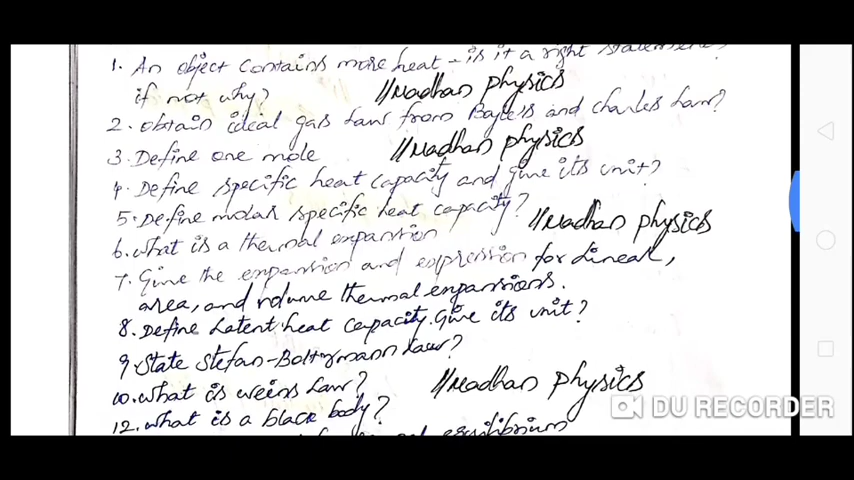 1. An object contains more heat - is it a right statement?
if not why? //Madhan physics
2. obtain ideal gas law from Boyle's and charles law?
3. Define one mole //Madhan physics
4. Define specific heat capacity and give its unit?
5. Define molar specific heat capacity?
6. what is a thermal expansion //Madhan physics
7. Give the expansion and expression for Linear,
area, and volume thermal expansions.
8. Define Latent heat capacity. Give its unit?
9. State Stefan-Boltzmann law?
10. what is weins law? //Madhan physics
12. what is a black body?
equilibrium
DU RECORDER